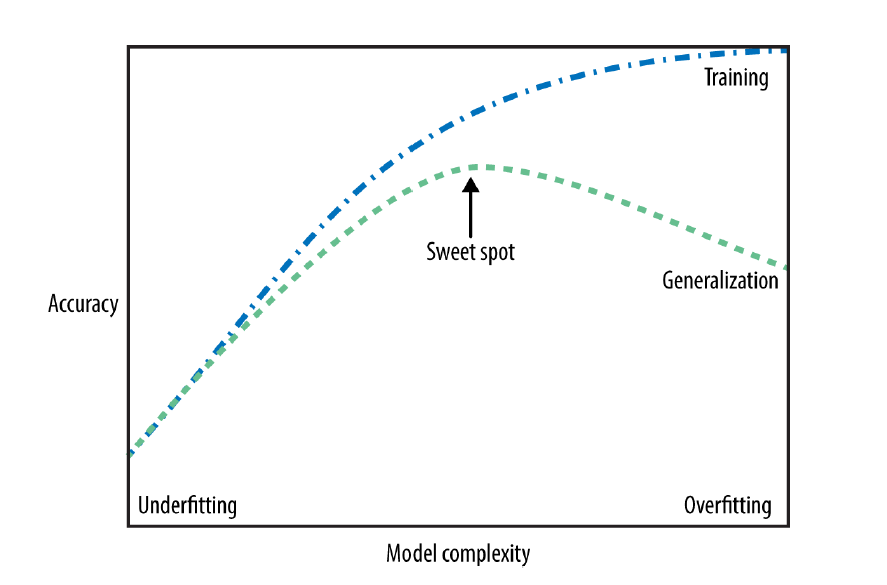 Training
Sweet spot
Generalization
Accuracy
Underfitting
Overfitting
Model complexity